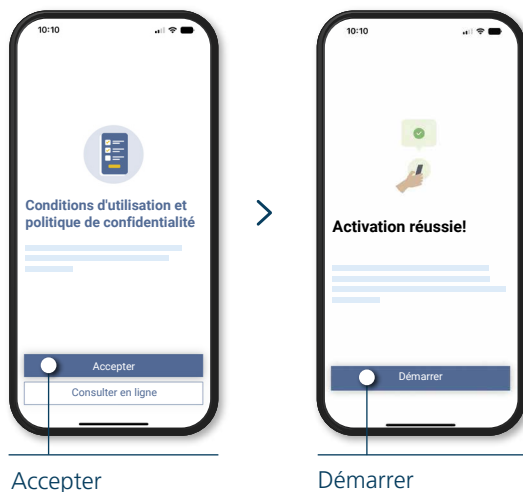 10:10
Conditions d'utilisation et
politique de confidentialité
Accepter
Consulter en ligne
Accepter
10:10
Activation réussie!
Démarrer
Démarrer